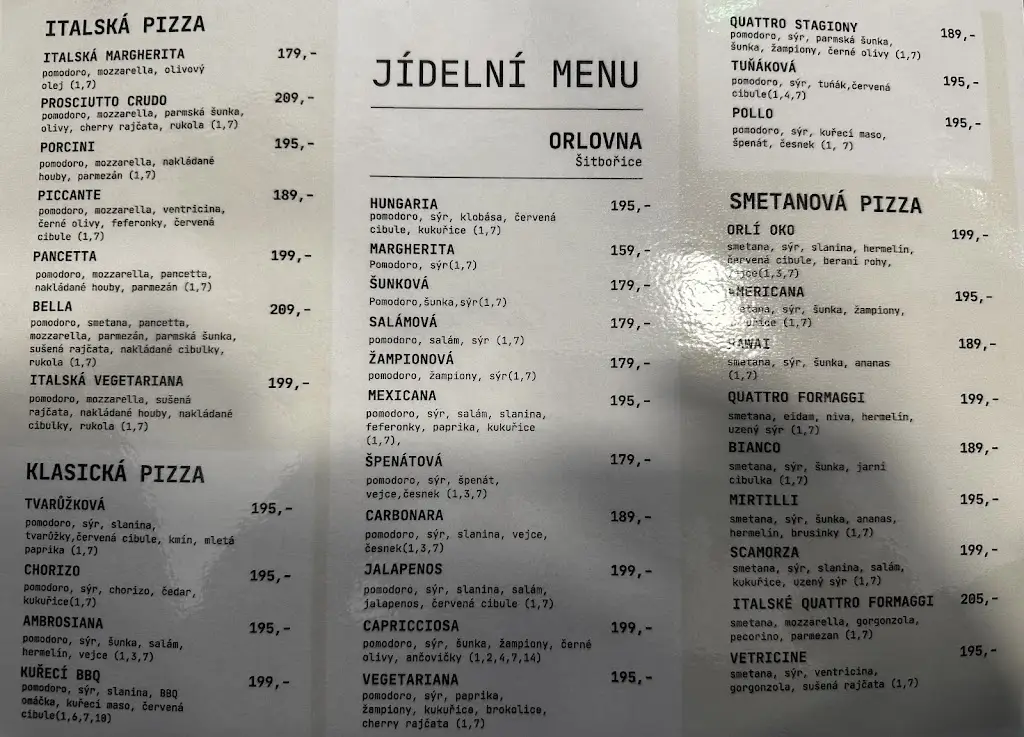 ITALSKÁ PIZZA
ITALSKÁ MARGHERITA 179,-
pomodoro, mozzarella, olivový
olej (1,7)
PROSCIUTTO CRUDO 209,-
pomodoro, mozzarella, parmská šunka,
olivy, cherry rajčata, rukola (1,7)
PORCINI 195,-
pomodoro, mozzarella, nakládané
houby, parmezán (1,7)
PICCANTE 189,-
pomodoro, mozzarella, ventricina,
černé olivy, feferonky, červená
cibule (1,7)
PANCETTA 199,-
pomodoro, mozzarella, pancetta,
nakládané houby, parmezán (1,7)
BELLA 209,-
pomodoro, smetana, pancetta,
mozzarella, parmezán, parmská šunka,
sušená rajčata, nakládané cibulky,
rukola (1,7)
ITALSKÁ VEGETARIANA 199,-
pomodoro, mozzarella, sušená
rajčata, nakládané houby, nakládané
cibulky, rukola (1,7)
KLASICKÁ PIZZA
TVARŮŽKOVÁ 195,-
pomodoro, sýr, slanina,
tvarůžky,červená cibule, kmín, mletá
paprika (1,7)
CHORIZO 195,-
pomodoro, sýr, chorizo, čedar,
kukuřice(1,7)
AMBROSIANA 195,-
pomodoro, sýr, šunka, salám,
hermelín, vejce (1,3,7)
KUŘECÍ BBQ 199,-
pomodoro, sýr, slanina, BBQ
omáčka, kuřecí maso, červená
cibule(1,6,7,10)
JÍDELNÍ MENU
ORLOVNA
Šitbořice
HUNGARIA 195,-
pomodoro, sýr, klobása, červená
cibule, kukuřice (1,7)
MARGHERITA 159,-
Pomodoro, sýr(1,7)
ŠUNKOVÁ 179,-
Pomodoro,šunka,sýr(1,7)
SALÁMOVÁ 179,-
pomodoro, salám, sýr (1,7)
ŽAMPIONOVÁ 179,-
pomodoro, žampiony, sýr(1,7)
MEXICANA 195,-
pomodoro, sýr, salám, slanina,
feferonky, paprika, kukuřice
(1,7),
ŠPENÁTOVÁ 179,-
pomodoro, sýr, špenát,
vejce,česnek (1,3,7)
CARBONARA 189,-
pomodoro, sýr, slanina, vejce,
česnek(1,3,7)
JALAPENOS 199,-
pomodoro, sýr, slanina, salám,
jalapenos, červená cibule (1,7)
CAPRICCIOSA 199,-
pomodoro, sýr, šunka, žampiony, černé
olivy, ančovičky (1,2,4,7,14)
VEGETARIANA 195,-
pomodoro, sýr, paprika,
žampiony, kukuřice, brokolice,
cherry rajčata (1,7)
QUATTRO STAGIONY 189,-
pomodoro, sýr, parmská šunka,
šunka, žampiony, černé olivy (1,7)
TUŇÁKOVÁ 195,-
pomodoro, sýr, tuňák,červená
cibule(1,4,7)
POLLO 195,-
pomodoro, sýr, kuřecí maso,
špenát, česnek (1, 7)
SMETANOVÁ PIZZA
ORLÍ OKO 199,-
smetana, sýr, slanina, hermelín,
červená cibule, beraní rohy,
vejce(1,3,7)
AMERICANA 195,-
smetana, sýr, šunka, žampiony,
kukuřice (1,7)
HAWAI 189,-
smetana, sýr, šunka, ananas
(1,7)
QUATTRO FORMAGGI 199,-
smetana, eidam, niva, hermelín,
uzený sýr (1,7)
BIANCO 189,-
smetana, sýr, šunka, jarní
cibulka (1,7)
MIRTILLI 195,-
smetana, sýr, šunka, ananas,
hermelín, brusinky (1,7)
SCAMORZA 199,-
smetana, sýr, slanina, salám,
kukuřice, uzený sýr (1,7)
ITALSKÉ QUATTRO FORMAGGI 205,-
smetana, mozzarella, gorgonzola,
pecorino, parmezan (1,7)
VETRICINE 195,-
smetana, sýr, ventricina,
gorgonzola, sušená rajčata (1,7)